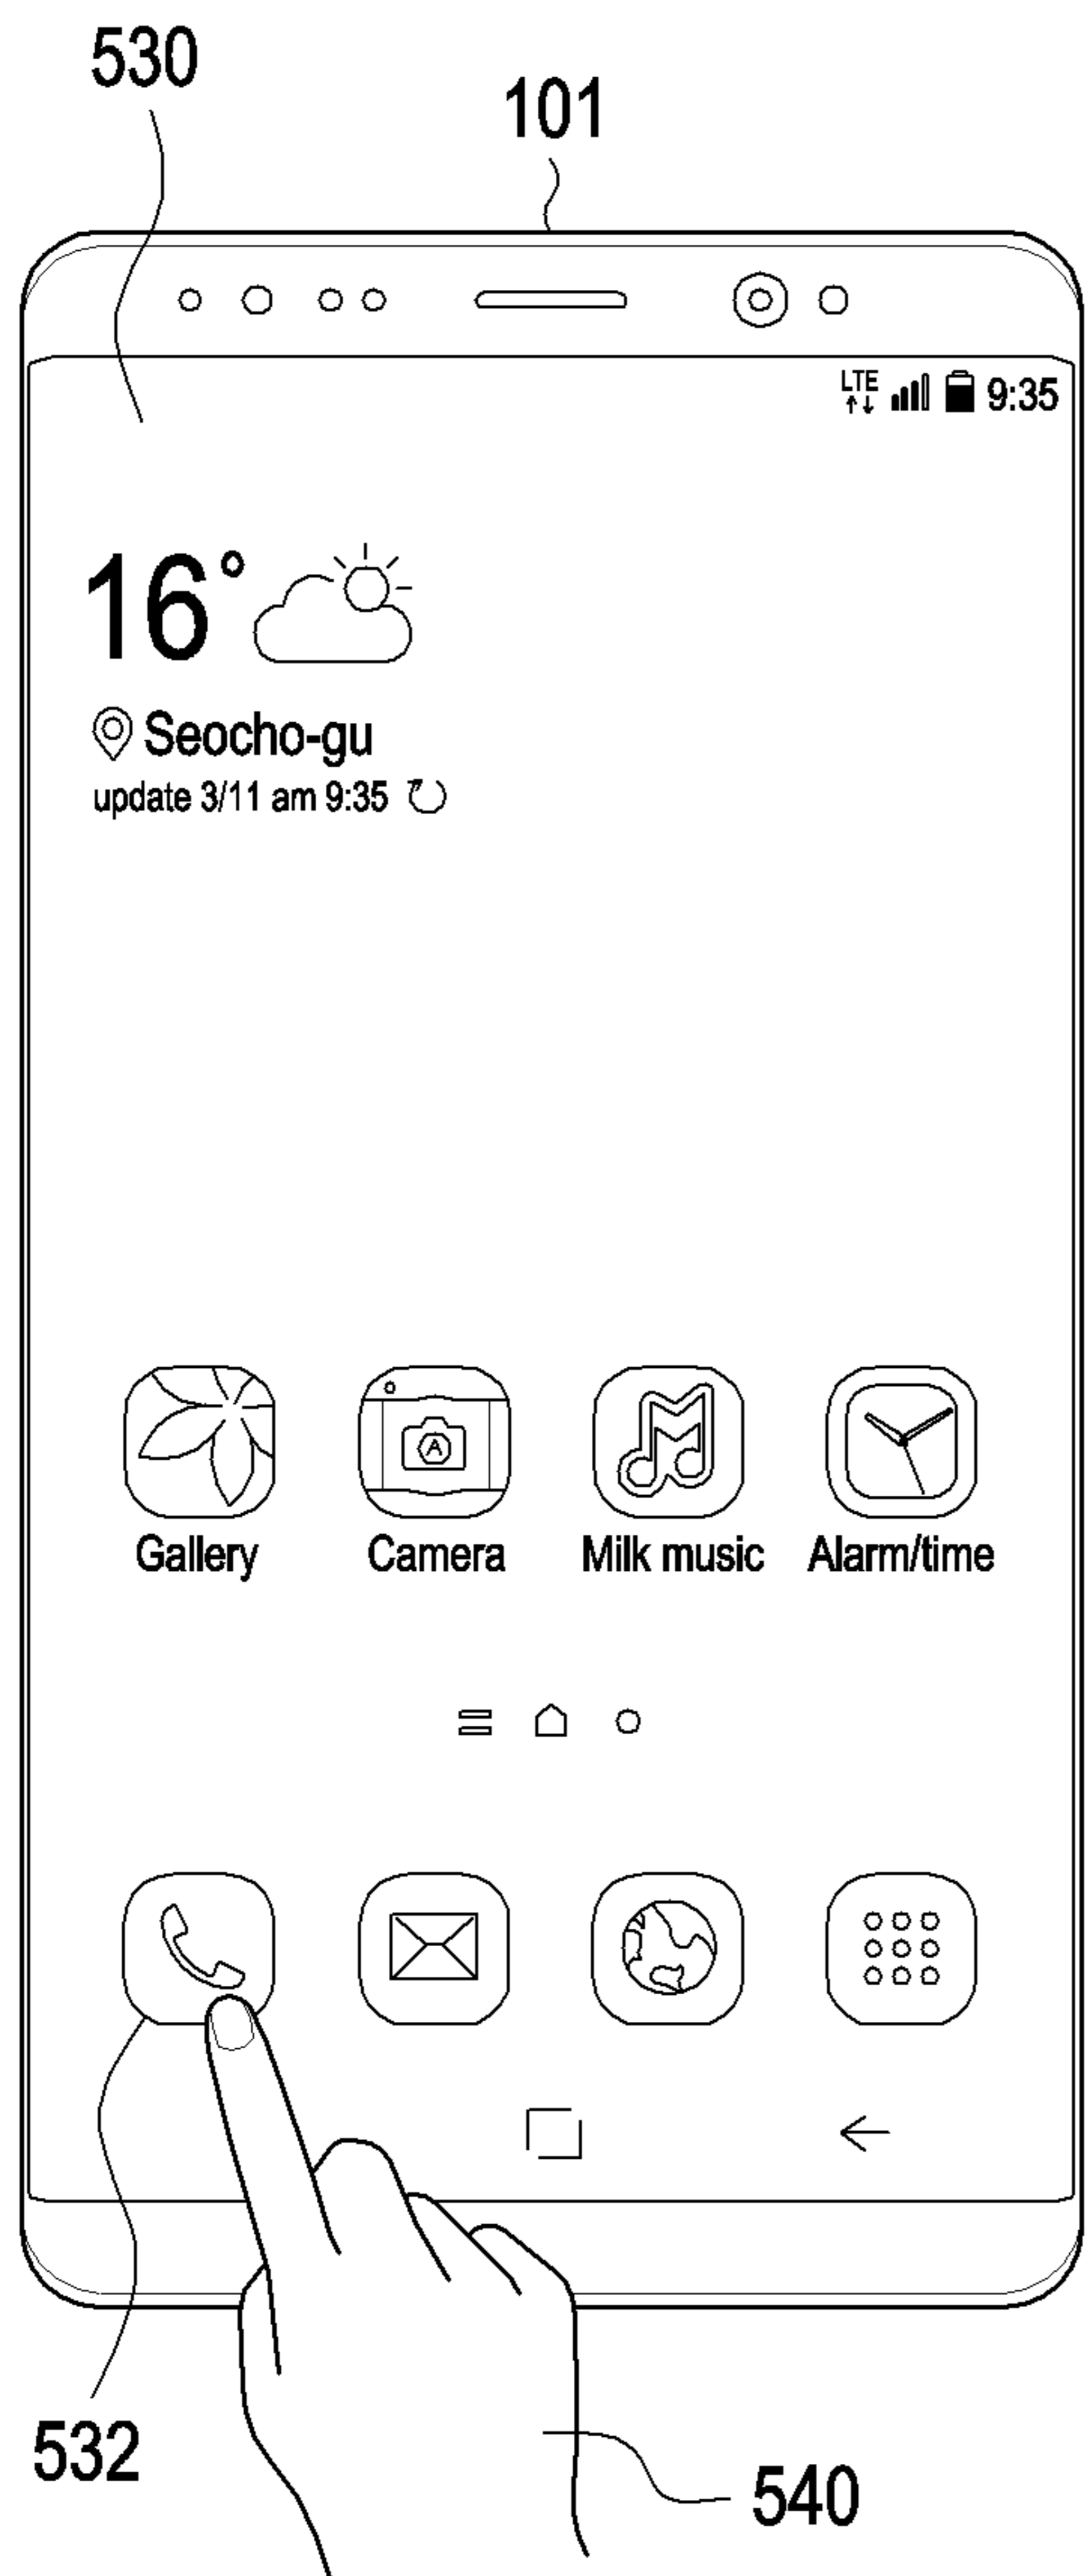 530
101
LTE 9:35
16°
Seocho-gu
update 3/11 am 9:35
A
Gallery Camera Milk music Alarm/time
532
540